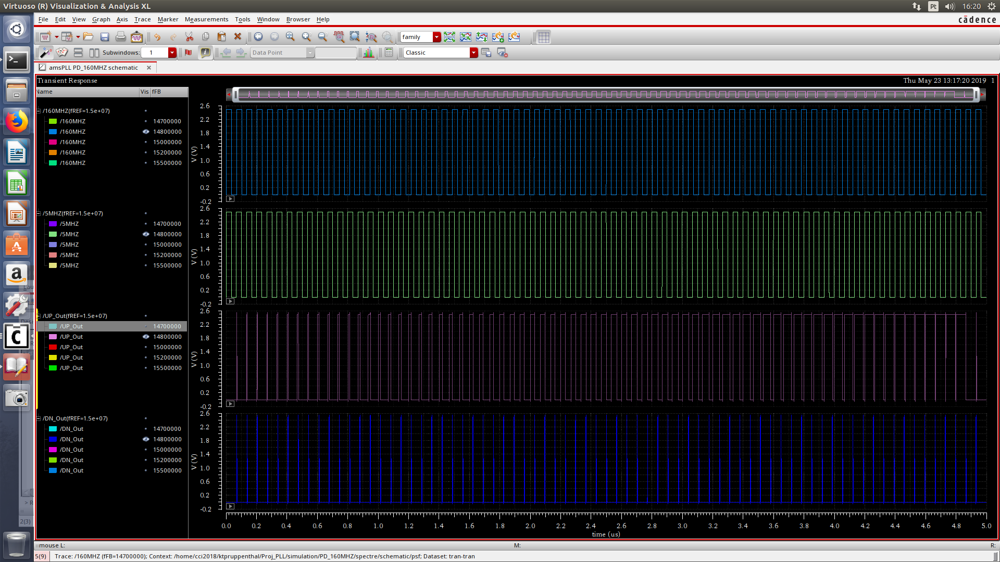 Virtuoso (R) Visualization & Analysis XL
Pt
16:20
File Edit View Graph Axis Trace Marker Measurements Tools Window Browser Help
cādence
family
Subwindows: 1
Data Point
Classic
amsPLL PD_160MHZ schematic
Transient Response
Thu May 23 13:17:20 2019 1
Name Vis fFB
/160MHZ(fREF=1.5e+07)
/160MHZ 14700000
/160MHZ 14800000
/160MHZ 15000000
/160MHZ 15200000
/160MHZ 15500000
2.6
2.2
1.8
1.4
1.0
0.6
0.2
-0.2
V (V)
/5MHZ(fREF=1.5e+07)
/5MHZ 14700000
/5MHZ 14800000
/5MHZ 15000000
/5MHZ 15200000
/5MHZ 15500000
2.6
2.2
1.8
1.4
1.0
0.6
0.2
-0.2
V (V)
/UP_Out(fREF=1.5e+07)
/UP_Out 14700000
/UP_Out 14800000
/UP_Out 15000000
/UP_Out 15200000
/UP_Out 15500000
2.6
2.2
1.8
1.4
1.0
0.6
0.2
-0.2
V (V)
/DN_Out(fREF=1.5e+07)
/DN_Out 14700000
/DN_Out 14800000
/DN_Out 15000000
/DN_Out 15200000
/DN_Out 15500000
2.6
2.2
1.8
1.4
1.0
0.6
0.2
-0.2
V (V)
0.0 0.2 0.4 0.6 0.8 1.0 1.2 1.4 1.6 1.8 2.0 2.2 2.4 2.6 2.8 3.0 3.2 3.4 3.6 3.8 4.0 4.2 4.4 4.6 4.8 5.0
time (us)
> R
2(3)
mouse L: M: R:
5(9) Trace: /160MHZ (fFB=14700000); Context: /home/cci2018/ktpruppenthal/Proj_PLL/simulation/PD_160MHZ/spectre/schematic/psf; Dataset: tran-tran